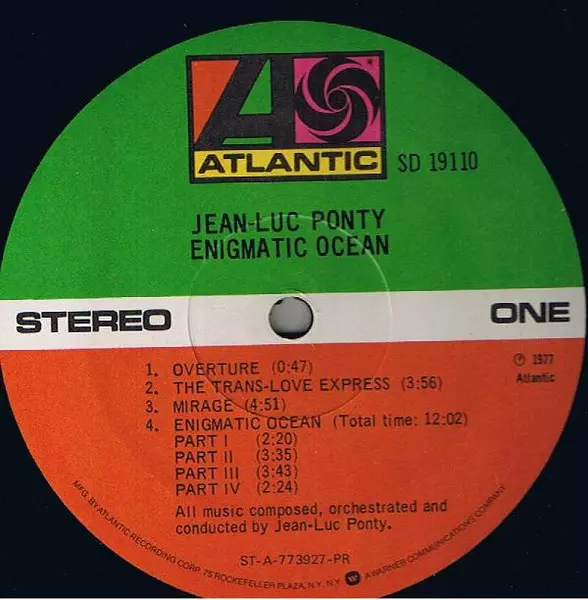 ATLANTIC
SD 19110
JEAN-LUC PONTY
ENIGMATIC OCEAN
STEREO
ONE
1. OVERTURE (0:47)
2. THE TRANS-LOVE EXPRESS (3:56)
3. MIRAGE (4:51)
4. ENIGMATIC OCEAN (Total time: 12:02)
PART I (2:20)
PART II (3:35)
PART III (3:43)
PART IV (2:24)
℗ 1977
Atlantic
All music composed, orchestrated and
conducted by Jean-Luc Ponty.
ST-A-773927-PR
MFG. BY ATLANTIC RECORDING CORP. 75 ROCKEFELLER PLAZA, N.Y. N.Y. A WARNER COMMUNICATIONS COMPANY